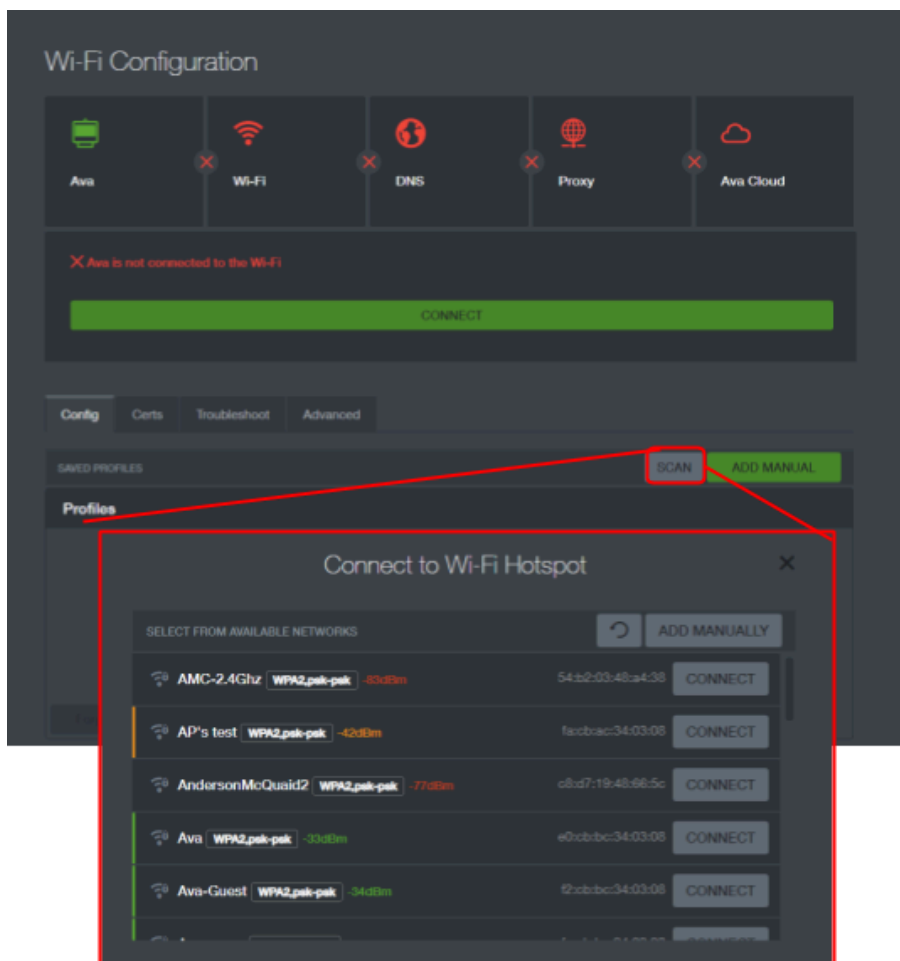 Wi-Fi Configuration
Ava Wi-Fi DNS Proxy Ava Cloud
Ava is not connected to the Wi-Fi
CONNECT
Config Certs Troubleshoot Advanced
SAVED PROFILES SCAN ADD MANUAL
Profiles
Connect to Wi-Fi Hotspot
SELECT FROM AVAILABLE NETWORKS ADD MANUALLY
AMC-2.4Ghz WPA2,psk-psk -83dBm 54:b2:03:48:a4:38 CONNECT
AP's test WPA2,psk-psk -42dBm fa:cb:ac:34:03:08 CONNECT
AndersonMcQuaid2 WPA2,psk-psk -77dBm c8:d7:19:48:66:5c CONNECT
Ava WPA2,psk-psk -33dBm e0:cb:bc:34:03:08 CONNECT
Ava-Guest WPA2,psk-psk -34dBm f2:cb:bc:34:03:08 CONNECT